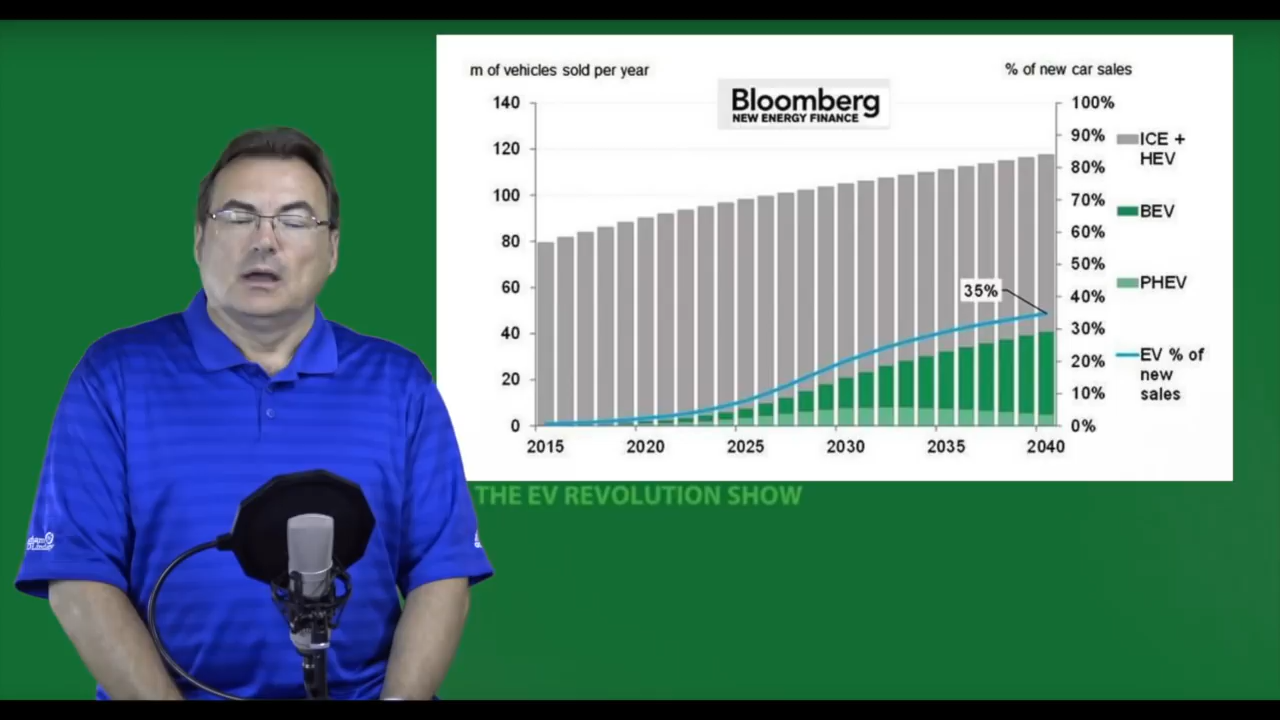 m of vehicles sold per year
% of new car sales
Bloomberg
NEW ENERGY FINANCE
140
120
100
80
60
40
20
0
100%
90%
80%
70%
60%
50%
40%
30%
20%
10%
0%
35%
2015
2020
2025
2030
2035
2040
ICE +
HEV
BEV
PHEV
EV % of
new
sales
THE EV REVOLUTION SHOW